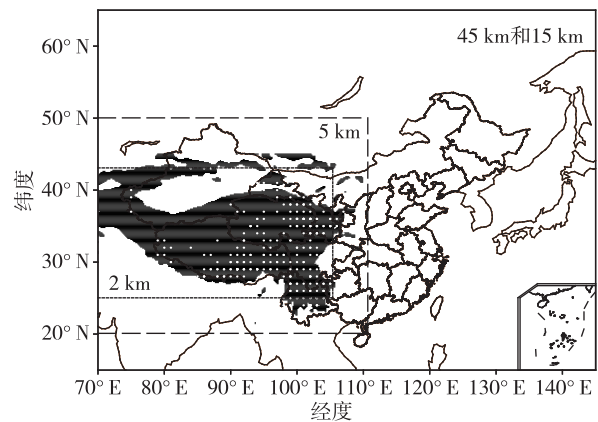 45 km和15 km
60° N
50° N
5 km
40° N
纬度
30° N
2 km
20° N
70° E 80° E 90° E 100° E 110° E 120° E 130° E 140° E
经度